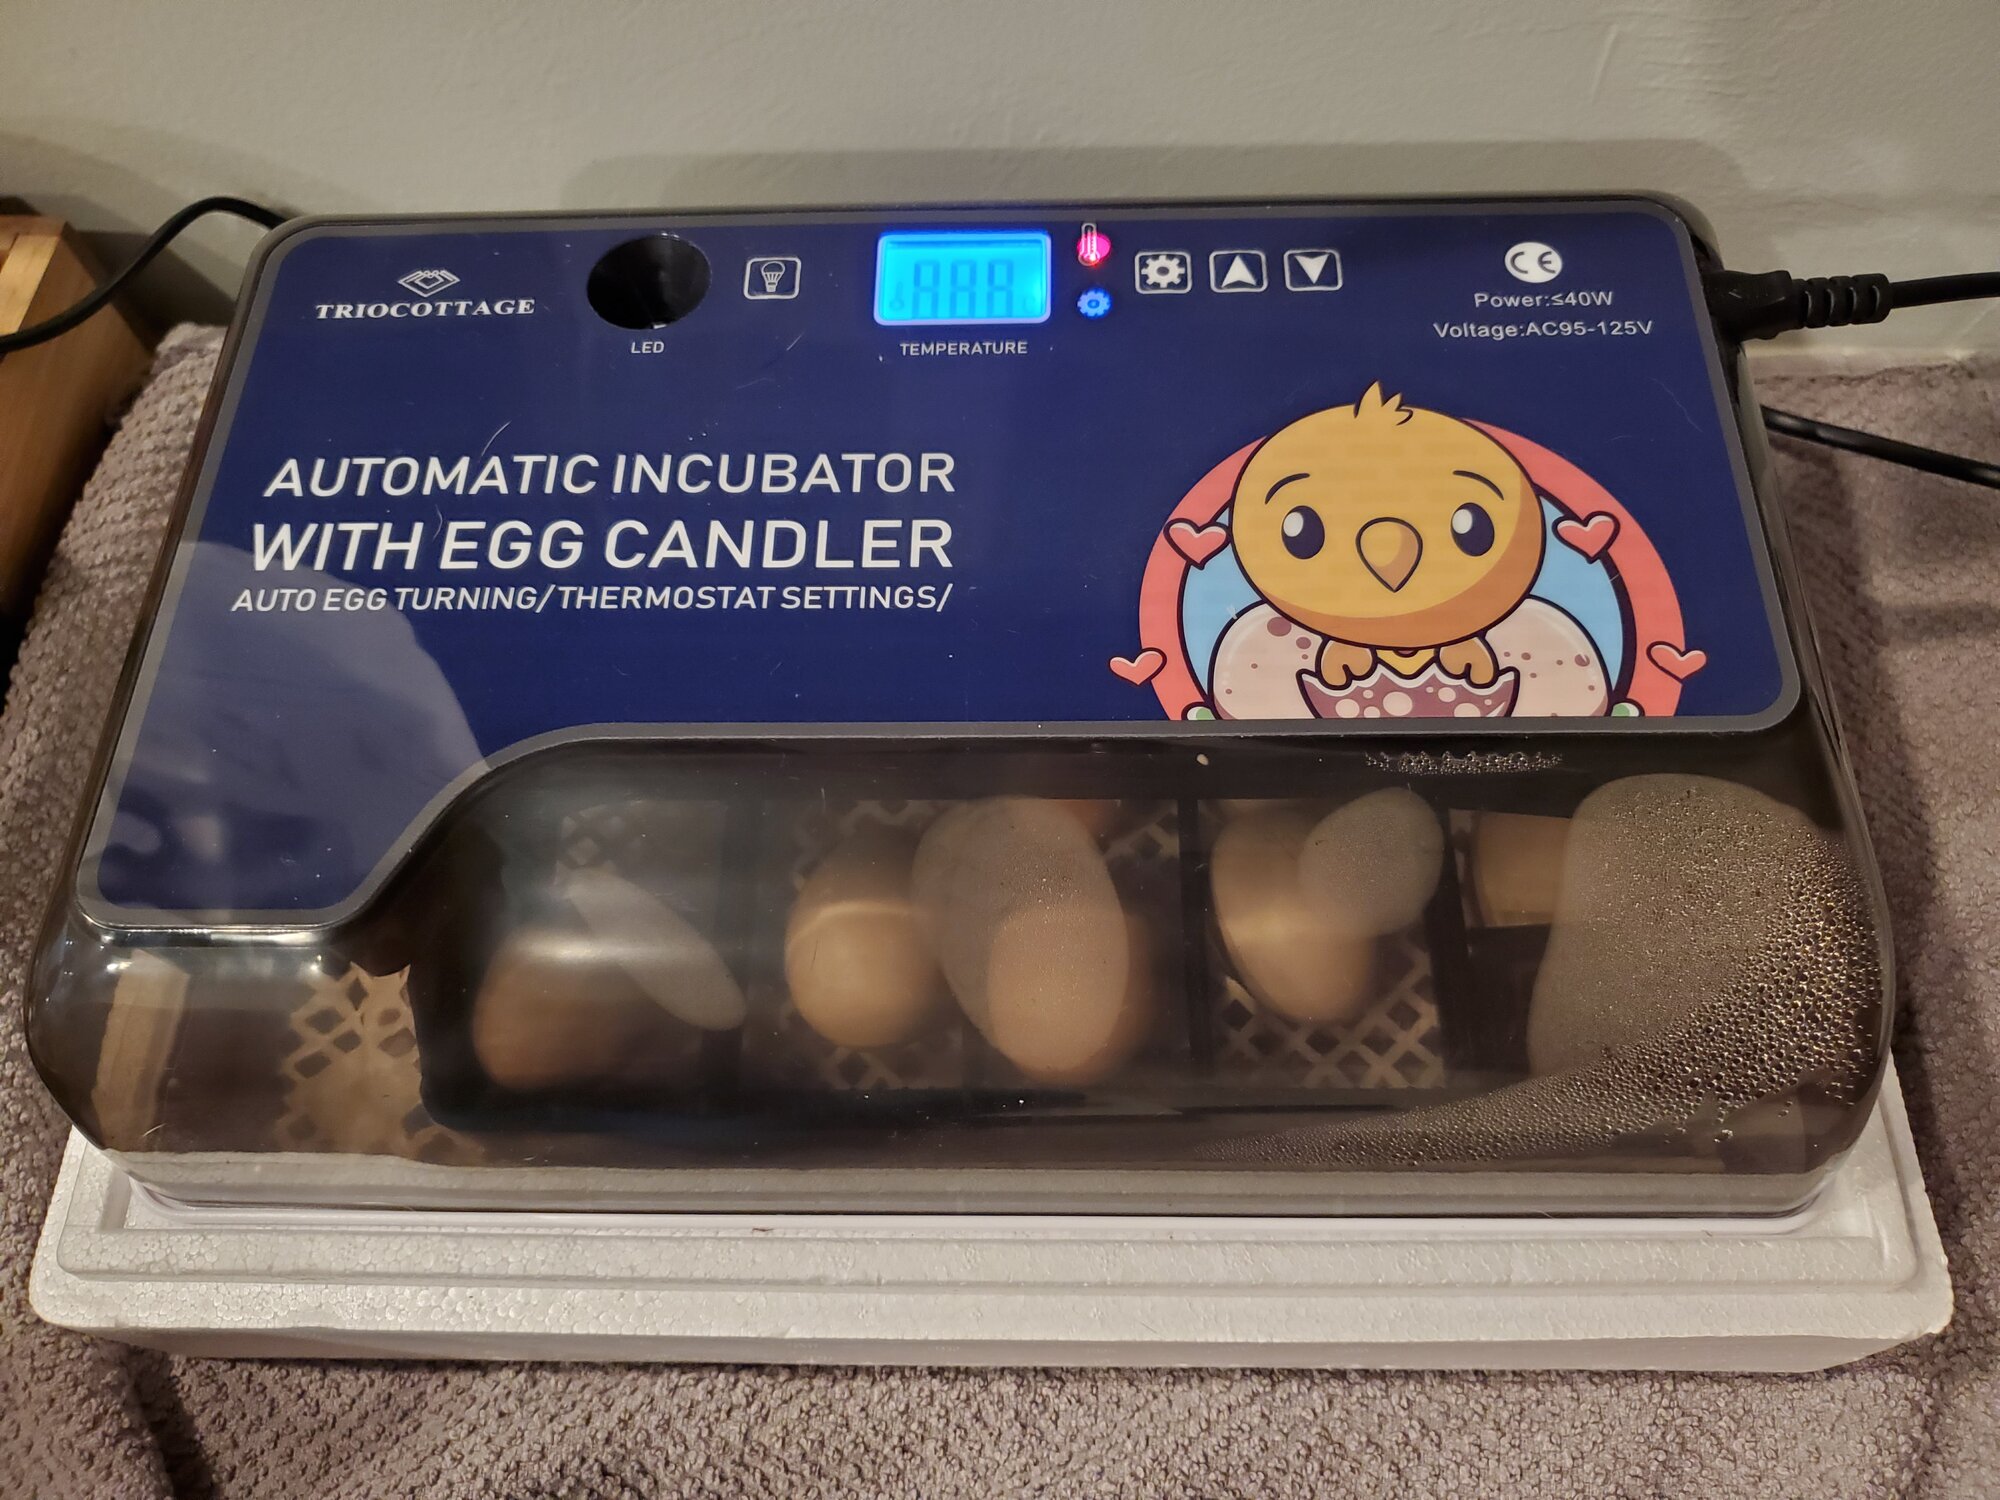 TRIOCOTTAGE
LED
TEMPERATURE
CE
Power:≤40W
Voltage:AC95-125V
AUTOMATIC INCUBATOR
WITH EGG CANDLER
AUTO EGG TURNING/THERMOSTAT SETTINGS/